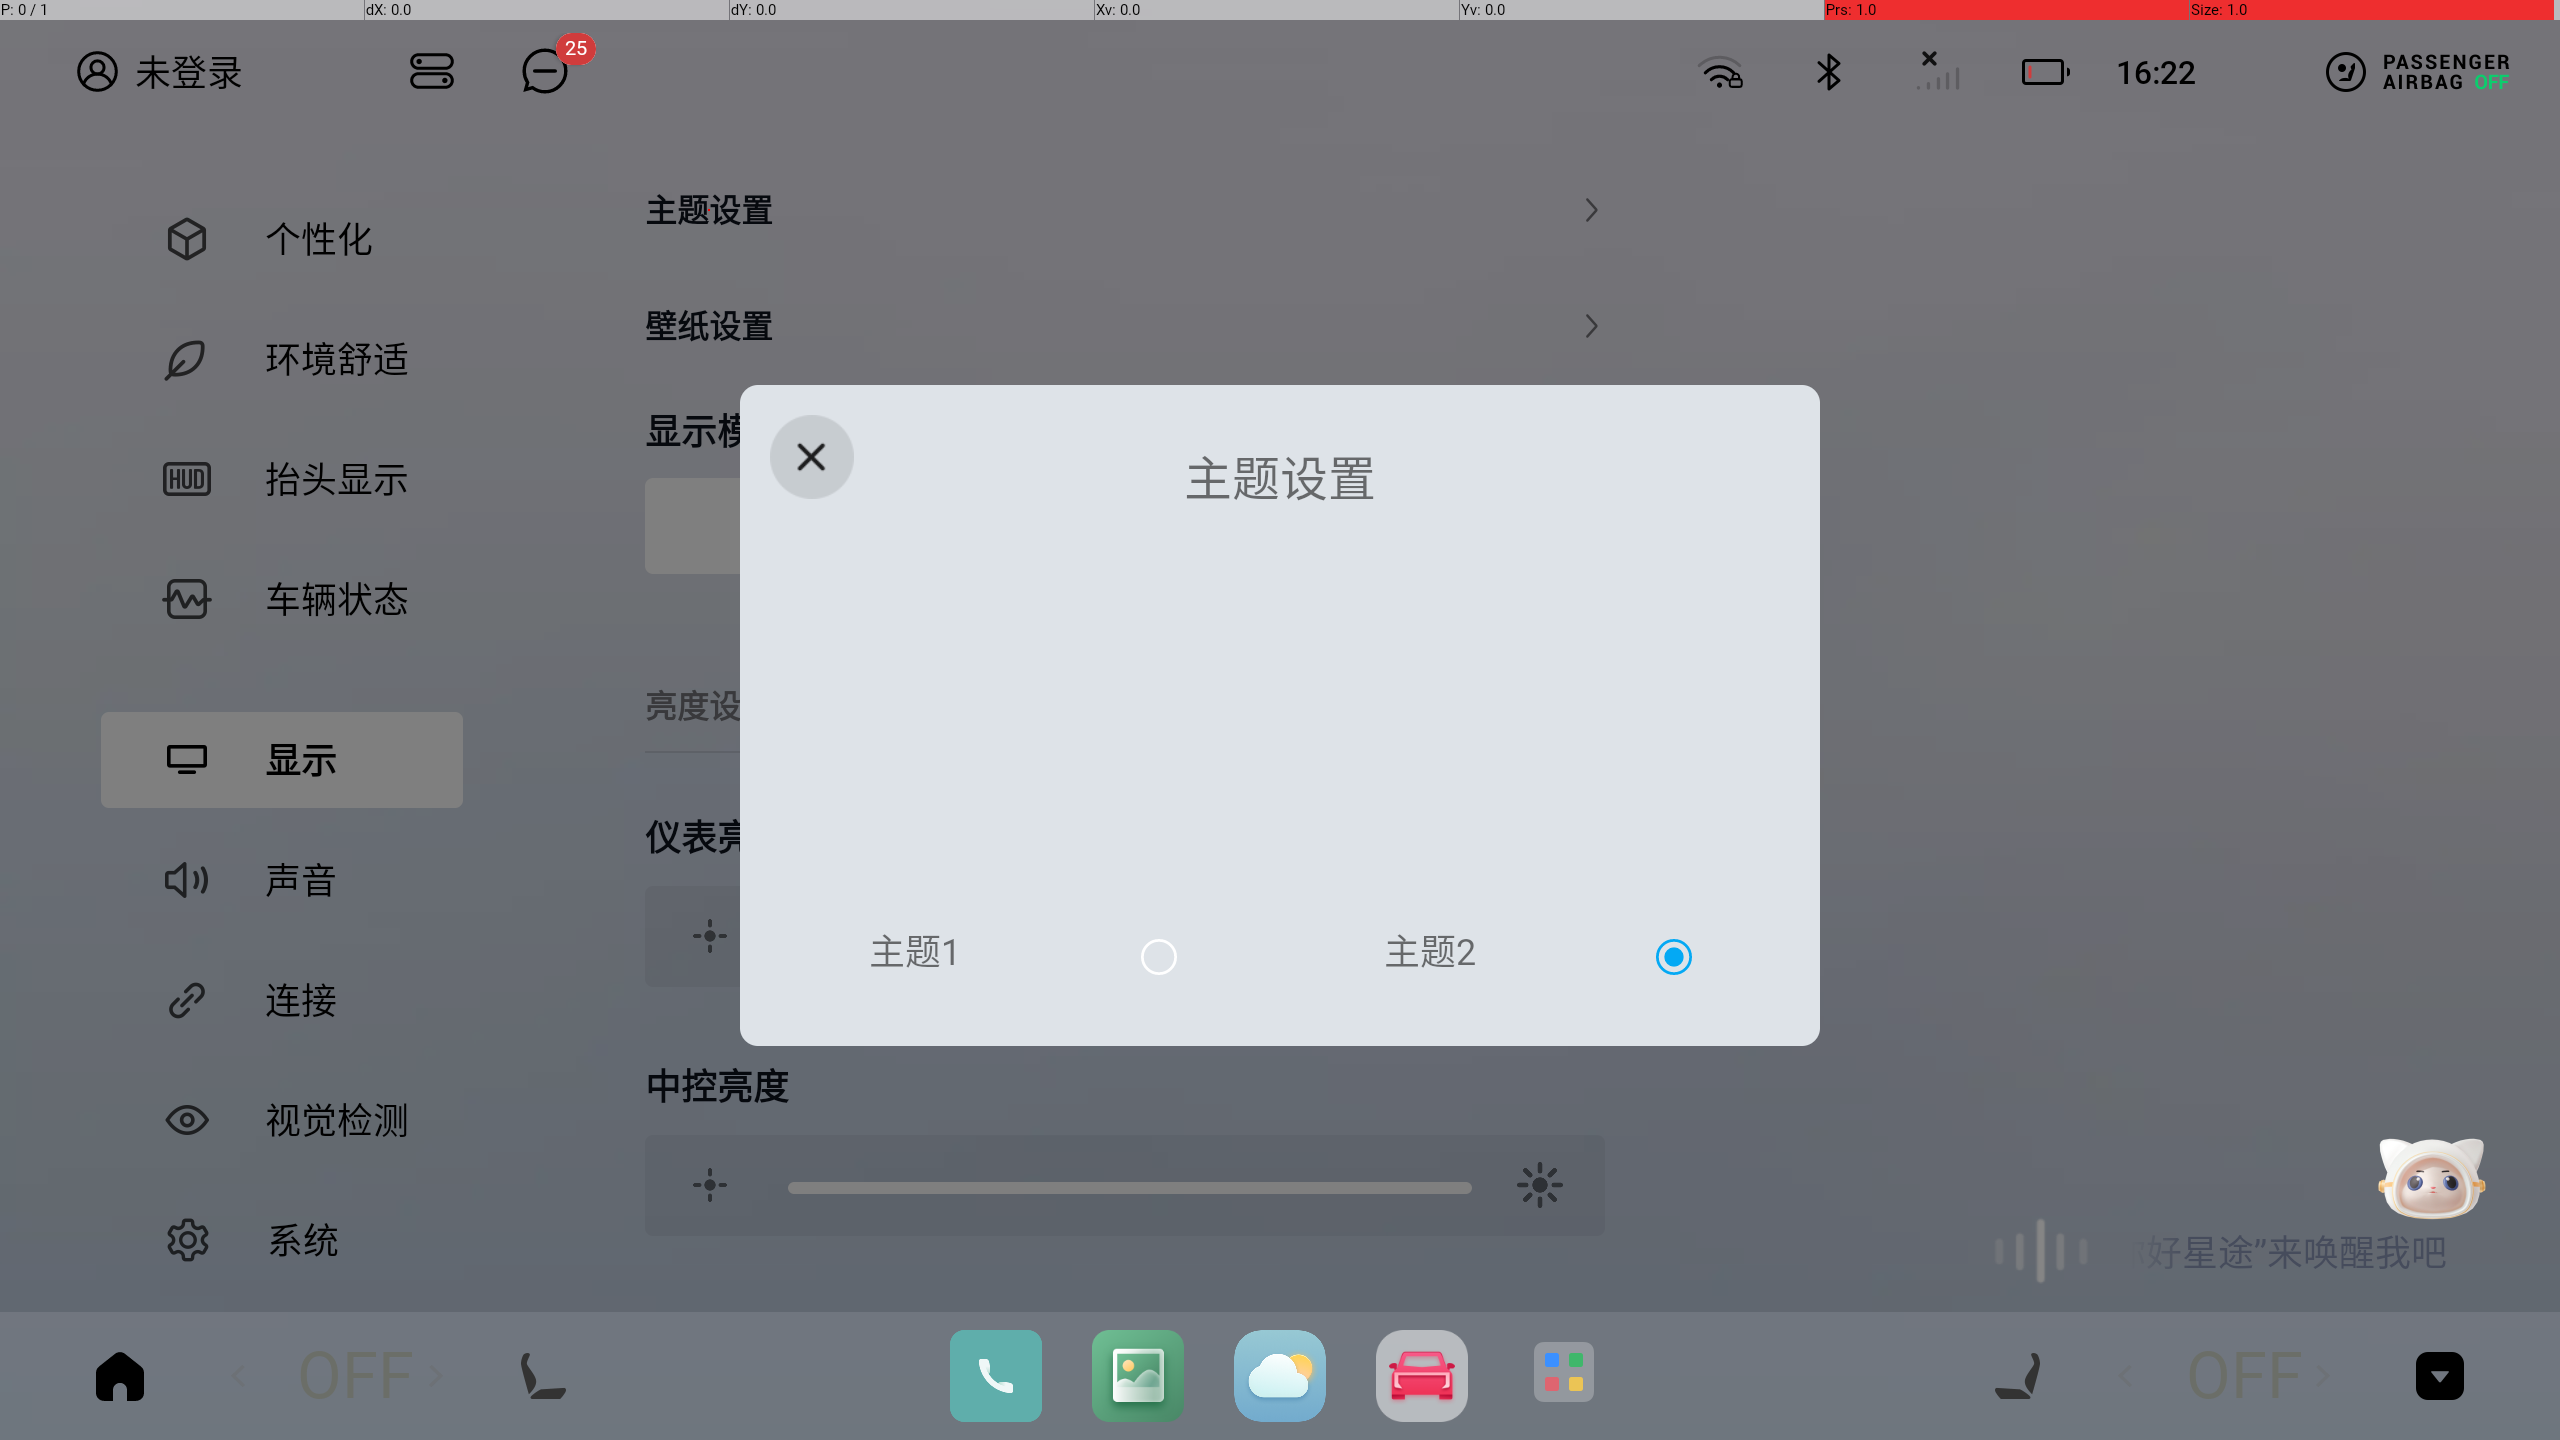 P: 0 / 1 dX: 0.0 dY: 0.0 Xv: 0.0 Yv: 0.0 Prs: 1.0 Size: 1.0
未登录 25 16:22 PASSENGER AIRBAG OFF
个性化
环境舒适
HUD 抬头显示
车辆状态
显示
声音
连接
视觉检测
系统
主题设置
壁纸设置
显示模
亮度设
仪表亮
中控亮度
主题设置
主题1 主题2
好星途”来唤醒我吧
OFF OFF